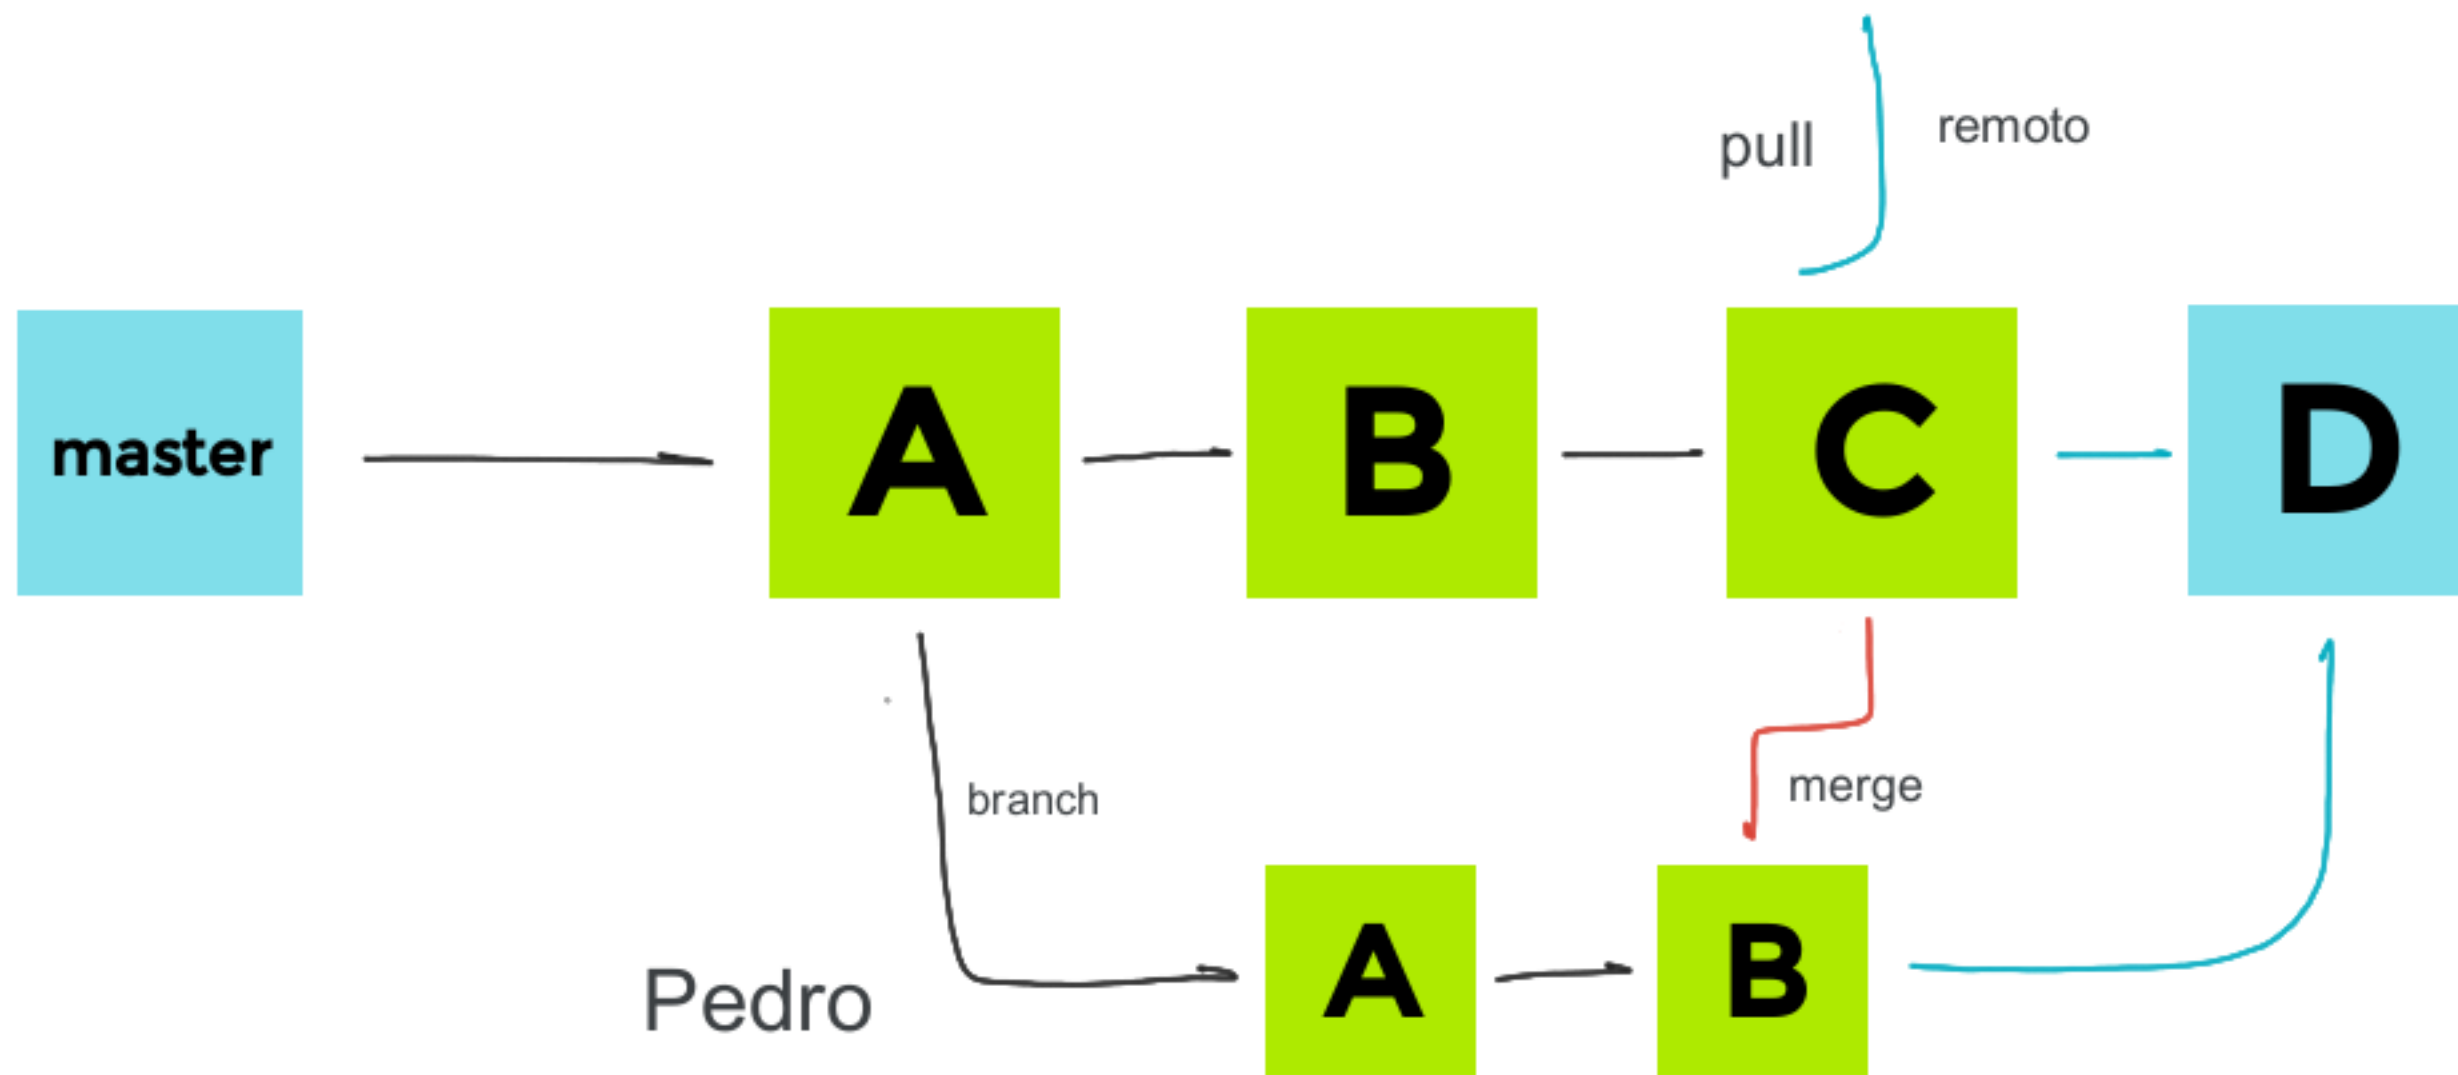 pull
remoto
master
A
B
C
D
branch
merge
Pedro
A
B